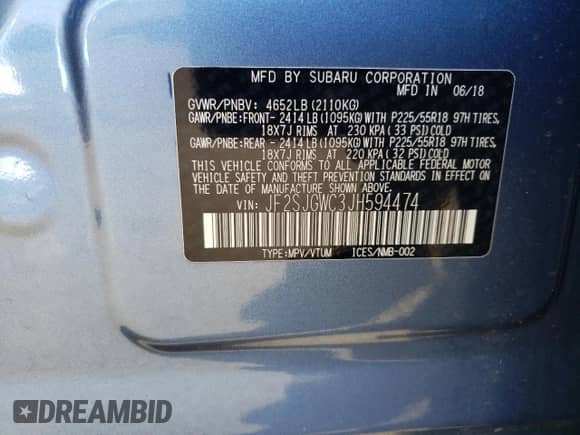 MFD BY SUBARU CORPORATION
MFD IN 06/18
GVWR/PNBV: 4652LB(2110KG)
GAWR/PNBE:FRONT- 2414LB(1095KG)WITH P225/55R18 97H TIRES,
18X7J RIMS AT 230 KPA(33 PSI)COLD
GAWR/PNBE:REAR - 2414LB(1095KG)WITH P225/55R18 97H TIRES,
18X7J RIMS AT 220 KPA(32 PSI)COLD
THIS VEHICLE CONFORMS TO ALL APPLICABLE FEDERAL MOTOR
VEHICLE SAFETY, THEFT PREVENTION STANDARDS IN EFFECT ON
THE DATE OF MANUFACTURE SHOWN ABOVE.
VIN: JF2SJGWC3JH594474
TYPE:MPV/VTUM ICES/NMB-002
DREAMBID